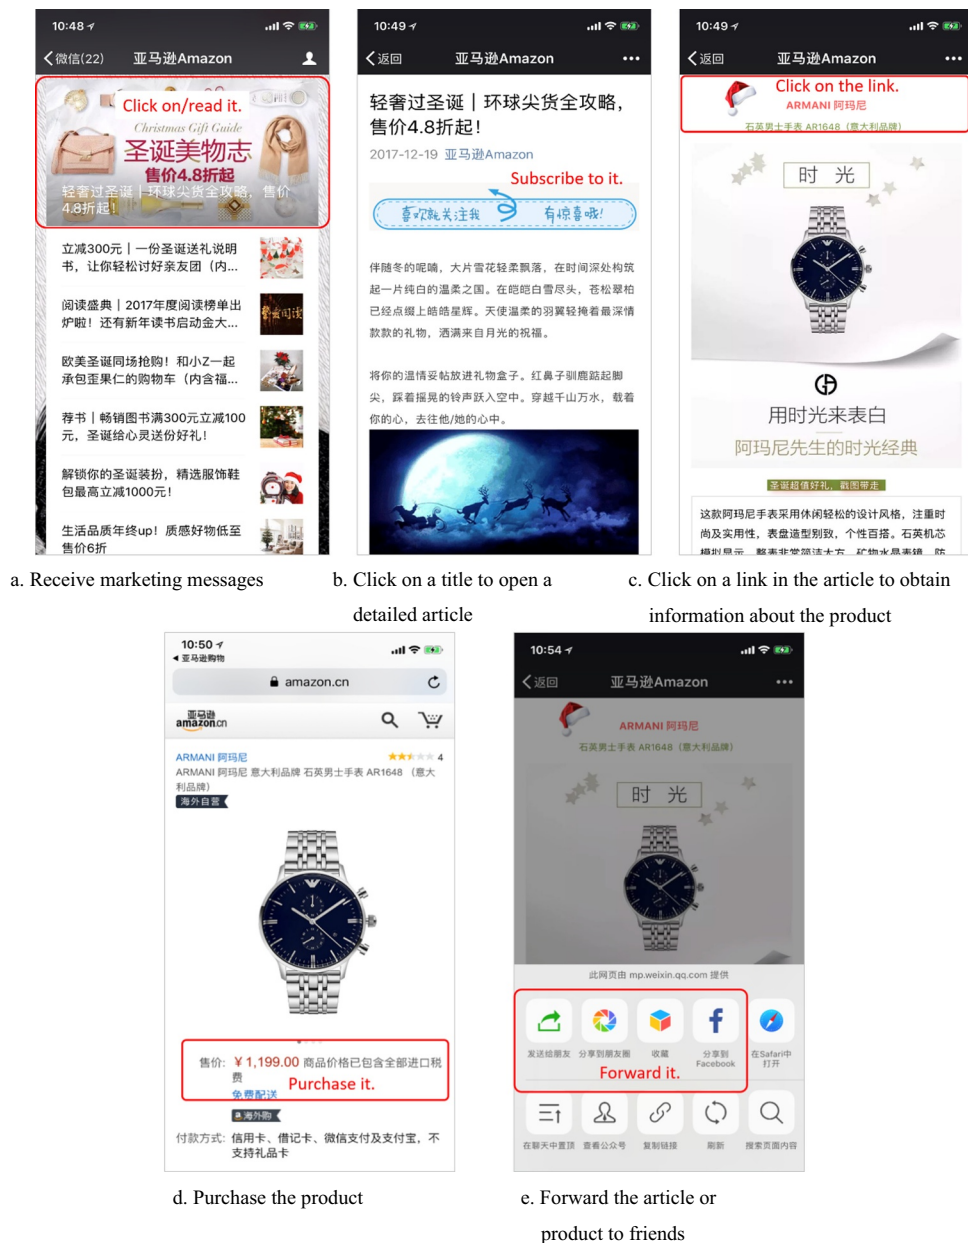 10:48
微信(22)
亚马逊Amazon
Click on/read it.
Christmas Gift Guide
圣诞美物志
售价4.8折起
轻奢过圣诞｜环球尖货全攻略，售价
4.8折起！
立减300元｜一份圣诞送礼说明
书，让你轻松讨好亲友团（内...
阅读盛典｜2017年度阅读榜单出
炉啦！还有新年读书启动金大...
欧美圣诞同场抢购！和小Z一起
承包歪果仁的购物车（内含福...
荐书｜畅销图书满300元立减100
元，圣诞给心灵送份好礼！
解锁你的圣诞装扮，精选服饰鞋
包最高立减1000元！
生活品质年终up！质感好物低至
售价6折
a. Receive marketing messages
10:49
返回
亚马逊Amazon
轻奢过圣诞｜环球尖货全攻略，
售价4.8折起！
2017-12-19 亚马逊Amazon
Subscribe to it.
喜欢就关注我 有惊喜哦！
伴随冬的呢喃，大片雪花轻柔飘落，在时间深处构筑
起一片纯白的温柔之国。在皑皑白雪尽头，苍松翠柏
已经点缀上皓皓星辉。天使温柔的羽翼轻掩着最深情
款款的礼物，洒满来自月光的祝福。
将你的温情妥帖放进礼物盒子。红鼻子驯鹿踮起脚
尖，踩着摇晃的铃声跃入空中。穿越千山万水，载着
你的心，去往他/她的心中。
b. Click on a title to open a
detailed article
10:49
返回
亚马逊Amazon
Click on the link.
ARMANI 阿玛尼
石英男士手表 AR1648（意大利品牌）
时 光
用时光来表白
阿玛尼先生的时光经典
圣诞超值好礼，戳图带走
这款阿玛尼手表采用休闲轻松的设计风格，注重时
尚及实用性，表盘造型别致，个性百搭。石英机芯
模拟显示，整表非常简洁大方，矿物水晶表镜，防
c. Click on a link in the article to obtain
information about the product
10:50
亚马逊购物
amazon.cn
亚马逊
amazon.cn
ARMANI 阿玛尼
4
ARMANI 阿玛尼 意大利品牌 石英男士手表 AR1648 （意大
利品牌）
海外自营
售价: ￥1,199.00 商品价格已包含全部进口税
费
Purchase it.
免费配送
海外购
付款方式: 信用卡、借记卡、微信支付及支付宝，不
支持礼品卡
d. Purchase the product
10:54
返回
亚马逊Amazon
ARMANI 阿玛尼
石英男士手表 AR1648（意大利品牌）
时 光
此网页由 mp.weixin.qq.com 提供
发送给朋友 分享到朋友圈 收藏 分享到 在Safari中
Facebook 打开
Forward it.
在聊天中置顶 查看公众号 复制链接 刷新 搜索页面内容
e. Forward the article or
product to friends